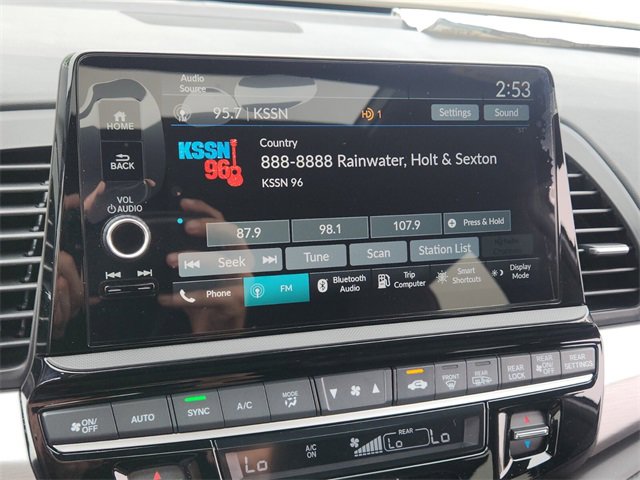 Audio Source
2:53
HOME
95.7 | KSSN
HD 1
Settings
Sound
BACK
KSSN 96
Country
888-8888 Rainwater, Holt & Sexton
KSSN 96
VOL
AUDIO
87.9
98.1
107.9
Press & Hold
Seek
Tune
Scan
Station List
Phone
FM
Bluetooth Audio
Trip Computer
Smart Shortcuts
Display Mode
ON/OFF
AUTO
SYNC
A/C
MODE
FRONT
REAR
REAR LOCK
REAR ON/OFF
REAR SETTINGS
Lo
A/C ON
REAR
Lo
Lo